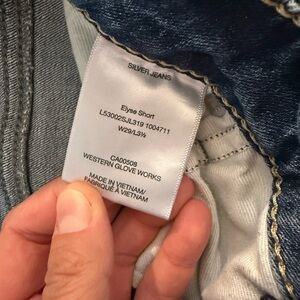 SILVER JEANS
Elyse Short
L53002SJL319 1004711
W29/L3½
CA00508
WESTERN GLOVE WORKS
MADE IN VIETNAM/
FABRIQUÉ À VIETNAM